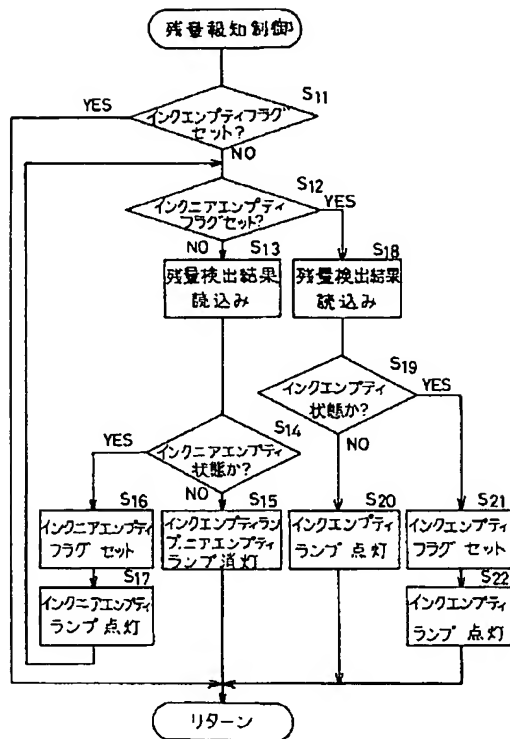 残量報知制御
S11
YES
インクエンプティフラグ
セット?
NO
S12
インクニアエンプティ
フラグセット?
YES
NO
S13
残量検出結果
読込み
S18
残量検出結果
読込み
S19
インクエンプティ
状態か?
YES
NO
S14
YES
インクニアエンプティ
状態か?
NO
S16
インクニアエンプティ
フラグ セット
S15
インクエンプティランプ
プ,ニアエンプティ
ランプ消灯
S20
インクエンプティ
ランプ 点灯
S21
インクエンプティ
フラグ セット
S17
インクニアエンプティ
ランプ 点灯
S22
インクエンプティ
ランプ 点灯
リターン